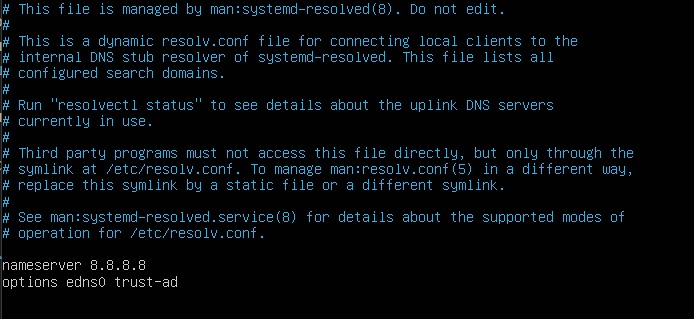 # This file is managed by man:systemd-resolved(8). Do not edit.
#
# This is a dynamic resolv.conf file for connecting local clients to the
# internal DNS stub resolver of systemd-resolved. This file lists all
# configured search domains.
#
# Run "resolvectl status" to see details about the uplink DNS servers
# currently in use.
#
# Third party programs must not access this file directly, but only through the
# symlink at /etc/resolv.conf. To manage man:resolv.conf(5) in a different way,
# replace this symlink by a static file or a different symlink.
#
# See man:systemd-resolved.service(8) for details about the supported modes of
# operation for /etc/resolv.conf.
nameserver 8.8.8.8
options edns0 trust-ad